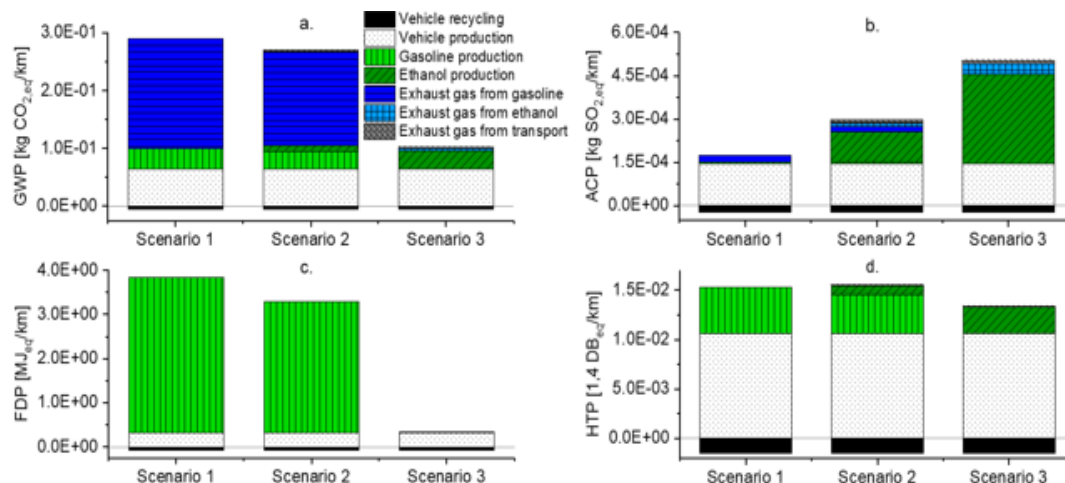 a.
3.0E-01
2.0E-01
1.0E-01
0.0E+00
GWP [kg CO2,eq/km]
Scenario 1 Scenario 2 Scenario 3
Vehicle recycling
Vehicle production
Gasoline production
Ethanol production
Exhaust gas from gasoline
Exhaust gas from ethanol
Exhaust gas from transport
b.
6.0E-04
4.5E-04
3.0E-04
1.5E-04
0.0E+00
ACP [kg SO2,eq/km]
Scenario 1 Scenario 2 Scenario 3
c.
4.0E+00
3.0E+00
2.0E+00
1.0E+00
0.0E+00
FDP [MJeq/km]
Scenario 1 Scenario 2 Scenario 3
d.
1.5E-02
1.0E-02
5.0E-03
0.0E+00
HTP [1,4 DBeq/km]
Scenario 1 Scenario 2 Scenario 3